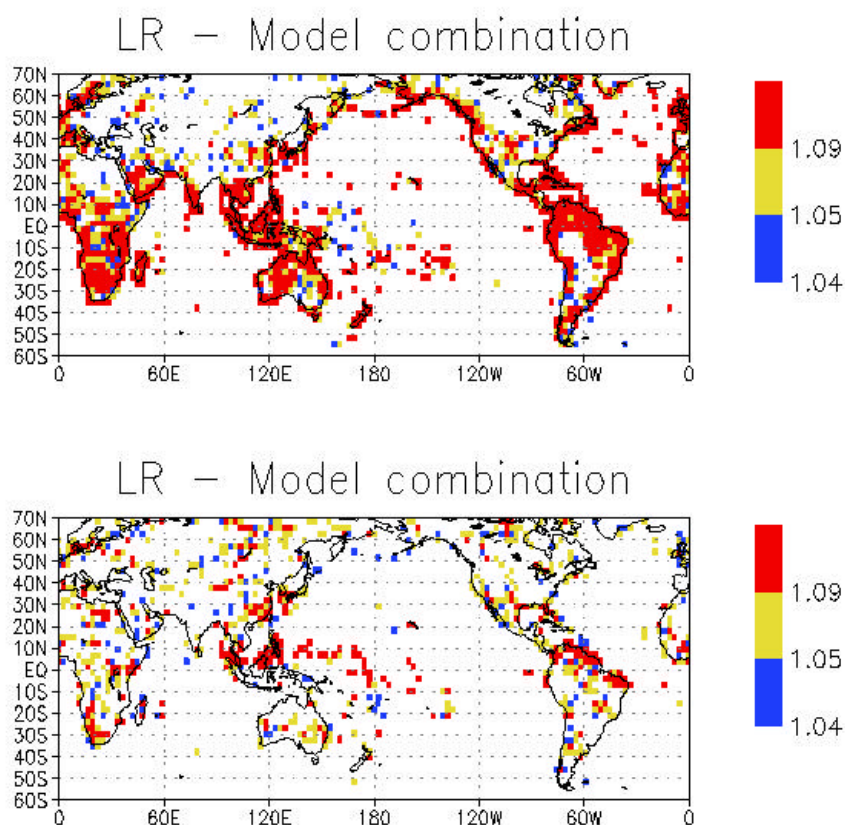 LR – Model combination
70N
60N
50N
40N
30N
20N
10N
EQ
10S
20S
30S
40S
50S
60S
0 60E 120E 180 120W 60W 0
1.09
1.05
1.04
LR – Model combination
70N
60N
50N
40N
30N
20N
10N
EQ
10S
20S
30S
40S
50S
60S
0 60E 120E 180 120W 60W 0
1.09
1.05
1.04